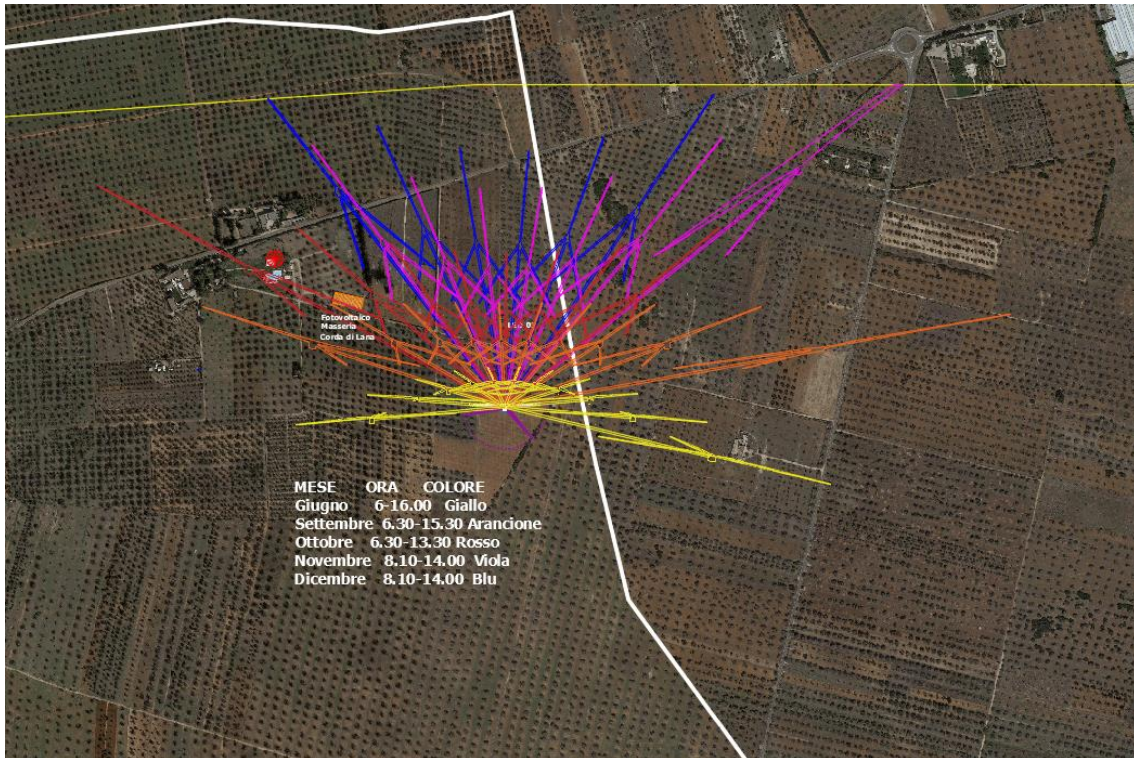 Fotovoltaico
Masseria
Corda di Lana
MESE ORA COLORE
Giugno 6-16.00 Giallo
Settembre 6.30-15.30 Arancione
Ottobre 6.30-13.30 Rosso
Novembre 8.10-14.00 Viola
Dicembre 8.10-14.00 Blu